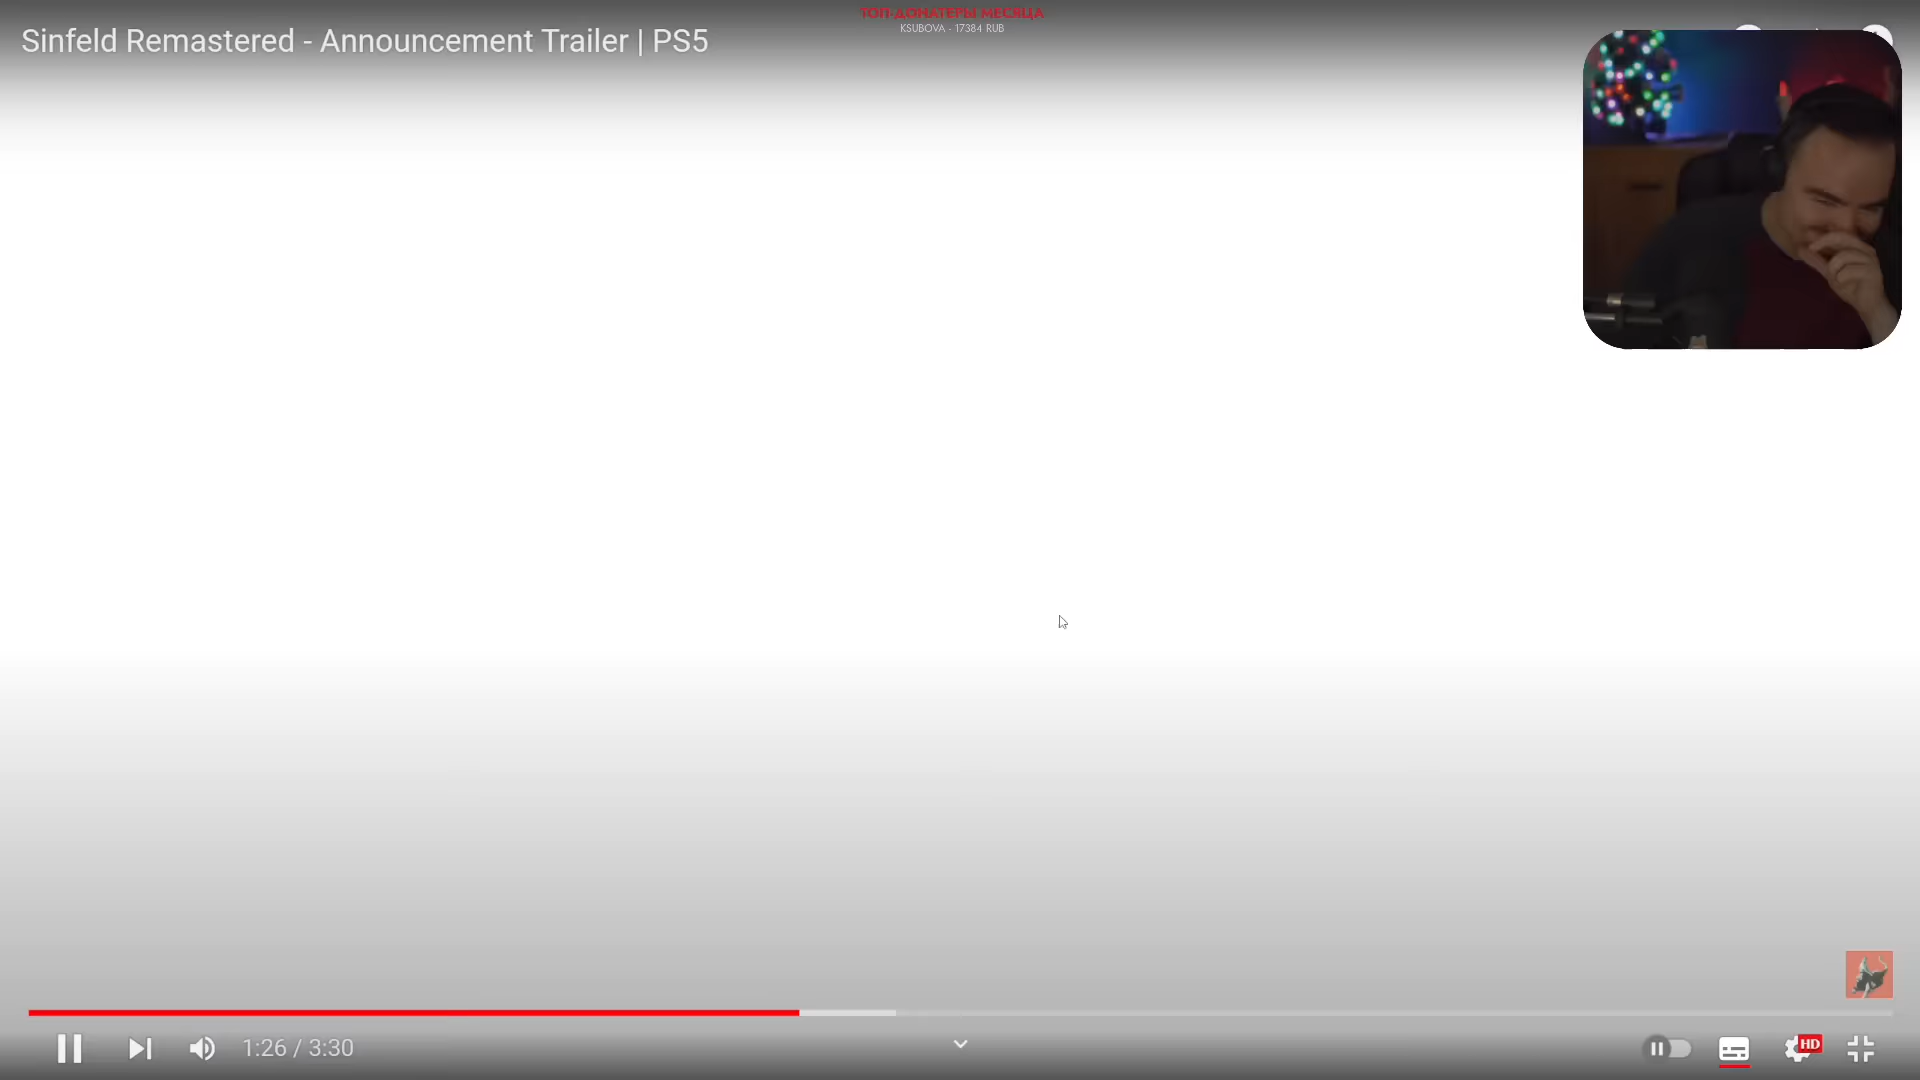 ТОП-ДОНАТЕРЫ МЕСЯЦА
KSUBOVA - 17384 RUB
Sinfeld Remastered - Announcement Trailer | PS5
1:26 / 3:30
HD